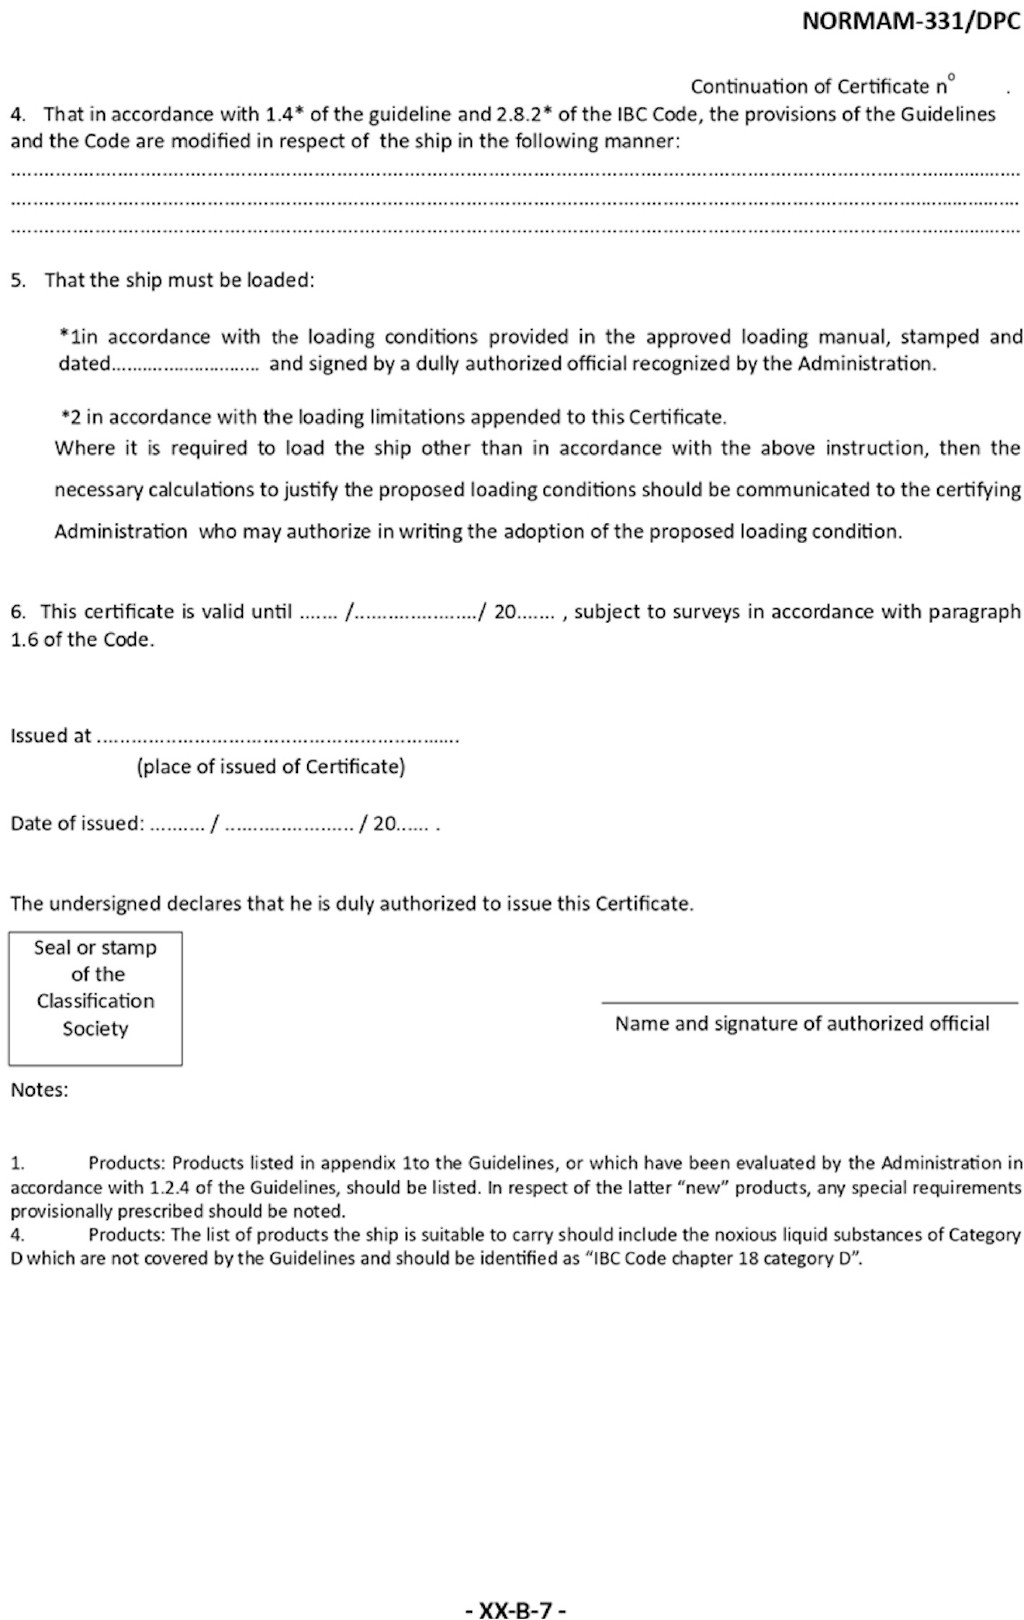 NORMAM-331/DPC
Continuation of Certificate nº .
4. That in accordance with 1.4* of the guideline and 2.8.2* of the IBC Code, the provisions of the Guidelines
and the Code are modified in respect of the ship in the following manner:
....................................................................................................
....................................................................................................
....................................................................................................
5. That the ship must be loaded:
*1in accordance with the loading conditions provided in the approved loading manual, stamped and
dated............................ and signed by a dully authorized official recognized by the Administration.
*2 in accordance with the loading limitations appended to this Certificate.
Where it is required to load the ship other than in accordance with the above instruction, then the
necessary calculations to justify the proposed loading conditions should be communicated to the certifying
Administration who may authorize in writing the adoption of the proposed loading condition.
6. This certificate is valid until ....... /....................../ 20....... , subject to surveys in accordance with paragraph
1.6 of the Code.
Issued at ................................................................
(place of issued of Certificate)
Date of issued: .......... / ....................... / 20...... .
The undersigned declares that he is duly authorized to issue this Certificate.
Seal or stamp
of the
Classification
Society
Name and signature of authorized official
Notes:
1. Products: Products listed in appendix 1to the Guidelines, or which have been evaluated by the Administration in
accordance with 1.2.4 of the Guidelines, should be listed. In respect of the latter “new” products, any special requirements
provisionally prescribed should be noted.
4. Products: The list of products the ship is suitable to carry should include the noxious liquid substances of Category
D which are not covered by the Guidelines and should be identified as “IBC Code chapter 18 category D”.
- XX-B-7 -